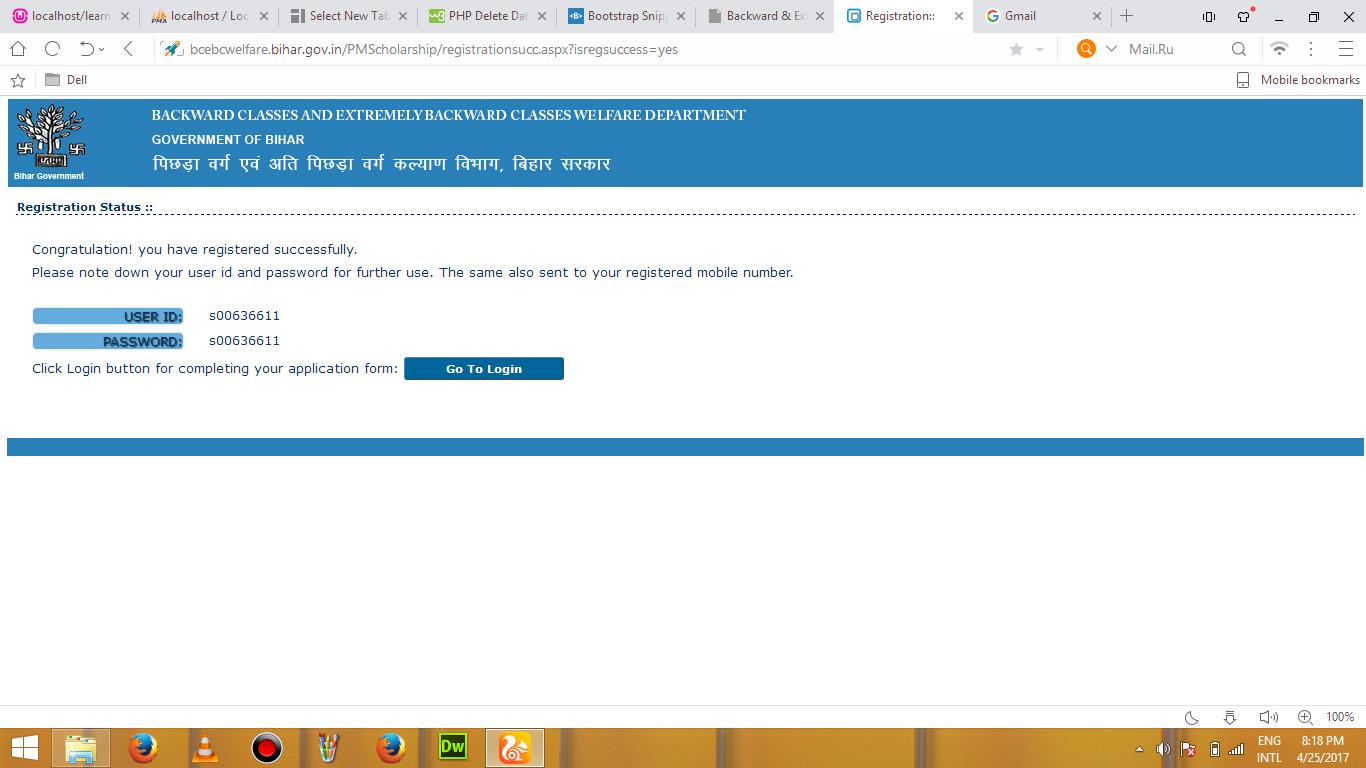 localhost/learn
localhost / Loc
Select New Tab
PHP Delete Dat
Bootstrap Snipp
Backward & Ex
Registration::
Gmail
bcebcwelfare.bihar.gov.in/PMScholarship/registrationsucc.aspx?isregsuccess=yes
Mail.Ru
Dell
Mobile bookmarks
BACKWARD CLASSES AND EXTREMELY BACKWARD CLASSES WELFARE DEPARTMENT
GOVERNMENT OF BIHAR
पिछड़ा वर्ग एवं अति पिछड़ा वर्ग कल्याण विभाग, बिहार सरकार
Bihar Government
Registration Status ::
Congratulation! you have registered successfully.
Please note down your user id and password for further use. The same also sent to your registered mobile number.
USER ID: s00636611
PASSWORD: s00636611
Click Login button for completing your application form: Go To Login
100%
Dw
ENG 8:18 PM
INTL 4/25/2017